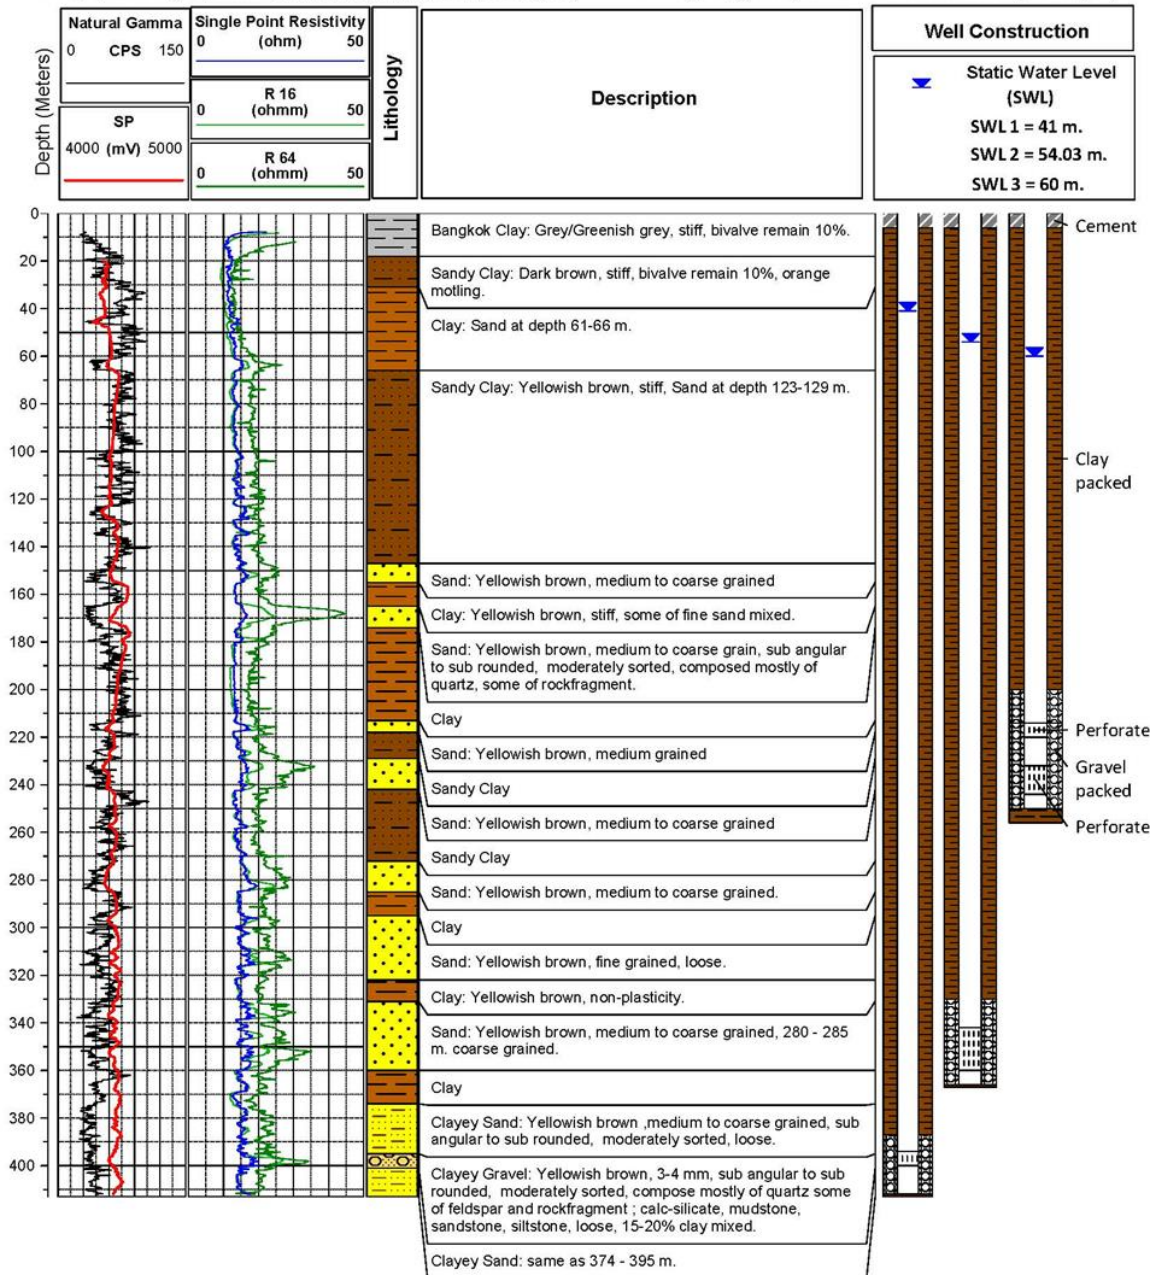 Natural Gamma
0 CPS 150
SP
4000 (mV) 5000
Single Point Resistivity
0 (ohm) 50
R 16
0 (ohmm) 50
R 64
0 (ohmm) 50
Depth (Meters)
Lithology
Description
Well Construction
Static Water Level
(SWL)
SWL 1 = 41 m.
SWL 2 = 54.03 m.
SWL 3 = 60 m.
0
20
40
60
80
100
120
140
160
180
200
220
240
260
280
300
320
340
360
380
400
Bangkok Clay: Grey/Greenish grey, stiff, bivalve remain 10%.
Sandy Clay: Dark brown, stiff, bivalve remain 10%, orange
motling.
Clay: Sand at depth 61-66 m.
Sandy Clay: Yellowish brown, stiff, Sand at depth 123-129 m.
Sand: Yellowish brown, medium to coarse grained
Clay: Yellowish brown, stiff, some of fine sand mixed.
Sand: Yellowish brown, medium to coarse grain, sub angular
to sub rounded, moderately sorted, composed mostly of
quartz, some of rockfragment.
Clay
Sand: Yellowish brown, medium grained
Sandy Clay
Sand: Yellowish brown, medium to coarse grained
Sandy Clay
Sand: Yellowish brown, medium to coarse grained.
Clay
Sand: Yellowish brown, fine grained, loose.
Clay: Yellowish brown, non-plasticity.
Sand: Yellowish brown, medium to coarse grained, 280 - 285
m. coarse grained.
Clay
Clayey Sand: Yellowish brown ,medium to coarse grained, sub
angular to sub rounded, moderately sorted, loose.
Clayey Gravel: Yellowish brown, 3-4 mm, sub angular to sub
rounded, moderately sorted, compose mostly of quartz some
of feldspar and rockfragment ; calc-silicate, mudstone,
sandstone, siltstone, loose, 15-20% clay mixed.
Clayey Sand: same as 374 - 395 m.
Cement
Clay
packed
Perforate
Gravel
packed
Perforate